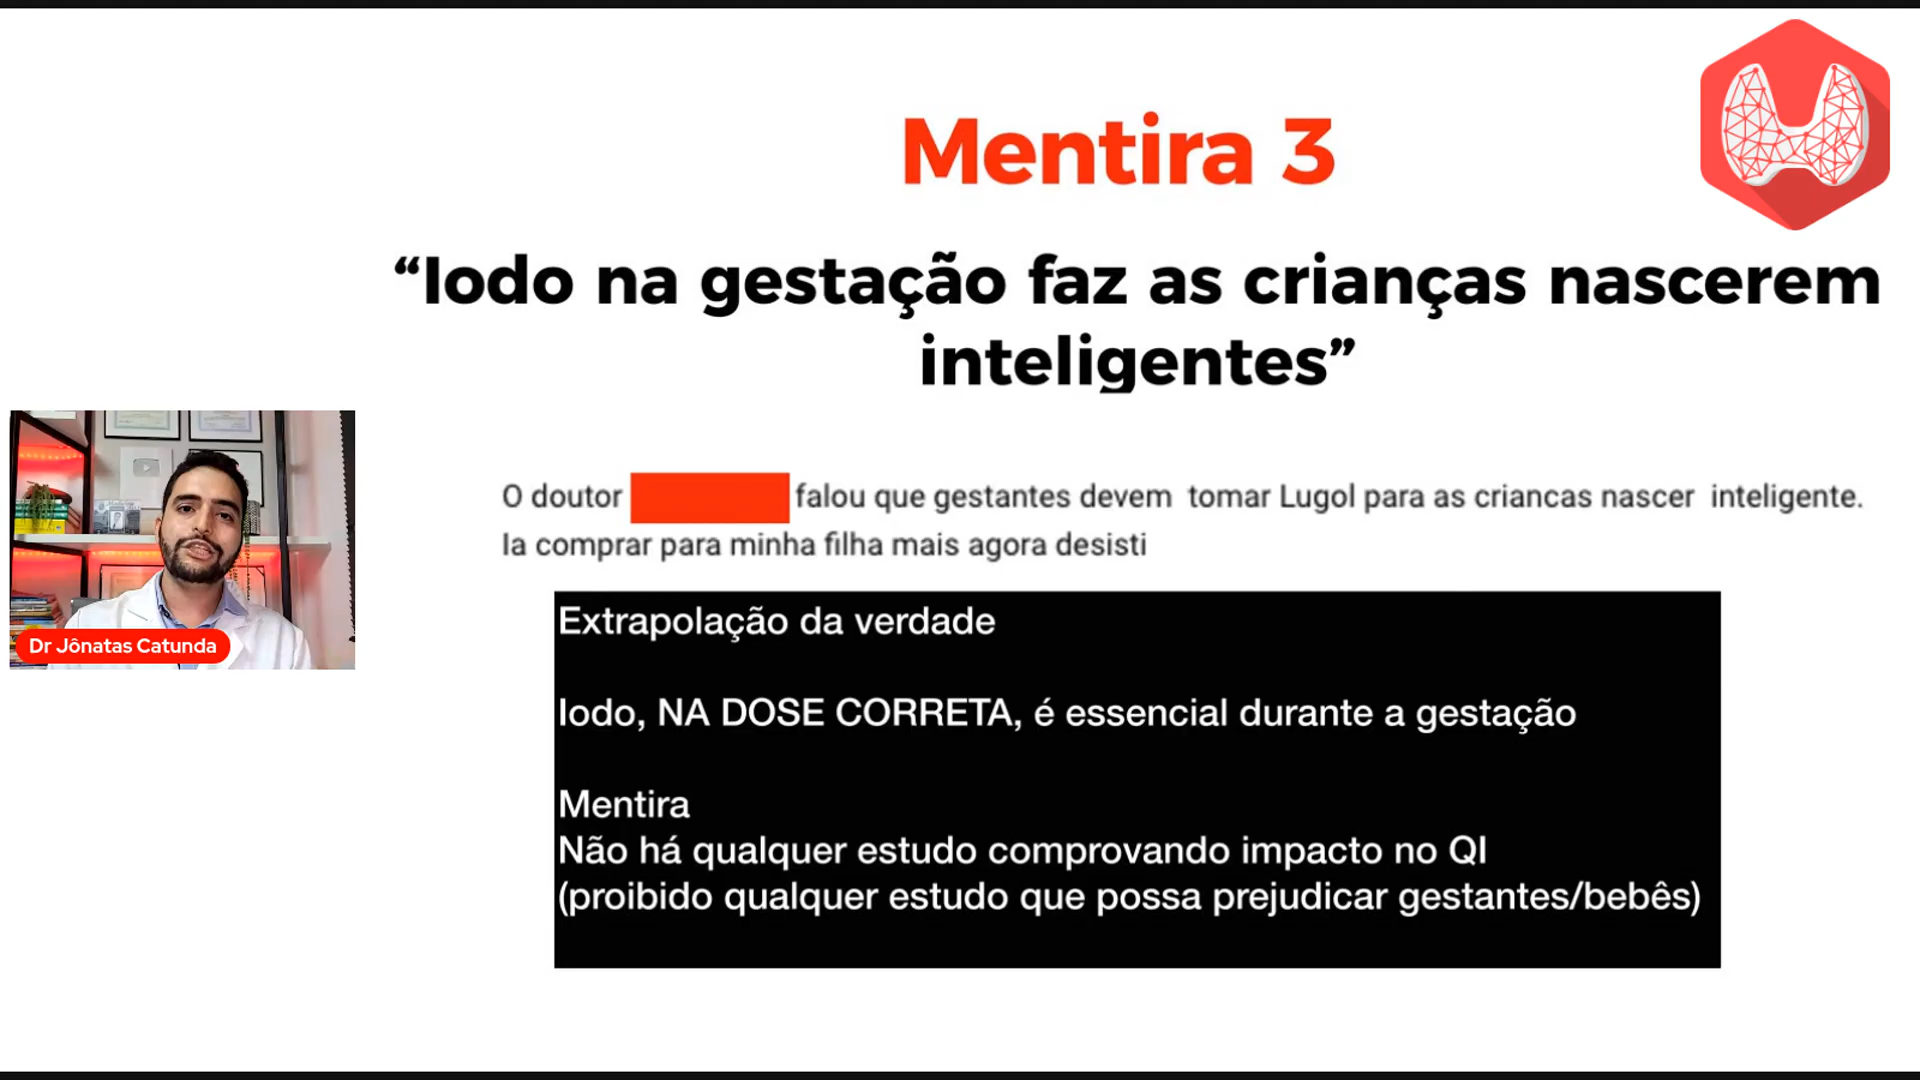 Mentira 3
“Iodo na gestação faz as crianças nascerem
inteligentes”
O doutor falou que gestantes devem tomar Lugol para as criancas nascer inteligente.
Ia comprar para minha filha mais agora desisti
Dr Jônatas Catunda
Extrapolação da verdade
Iodo, NA DOSE CORRETA, é essencial durante a gestação
Mentira
Não há qualquer estudo comprovando impacto no QI
(proibido qualquer estudo que possa prejudicar gestantes/bebês)